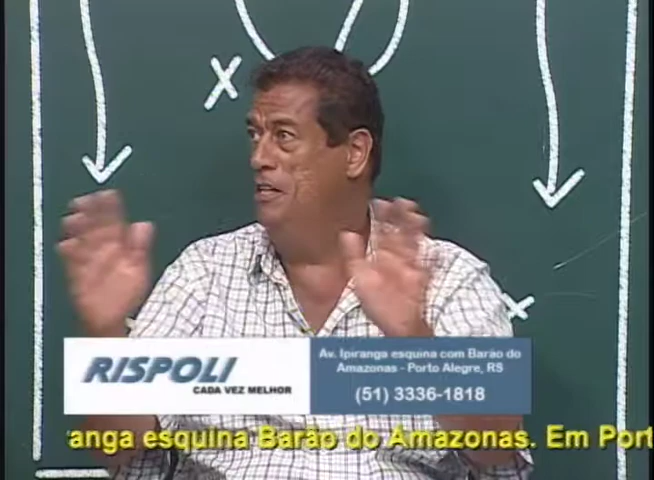 RISPOLI
CADA VEZ MELHOR
Av. Ipiranga esquina com Barão do
Amazonas - Porto Alegre, RS
(51) 3336-1818
anga esquina Barão do Amazonas. Em Port